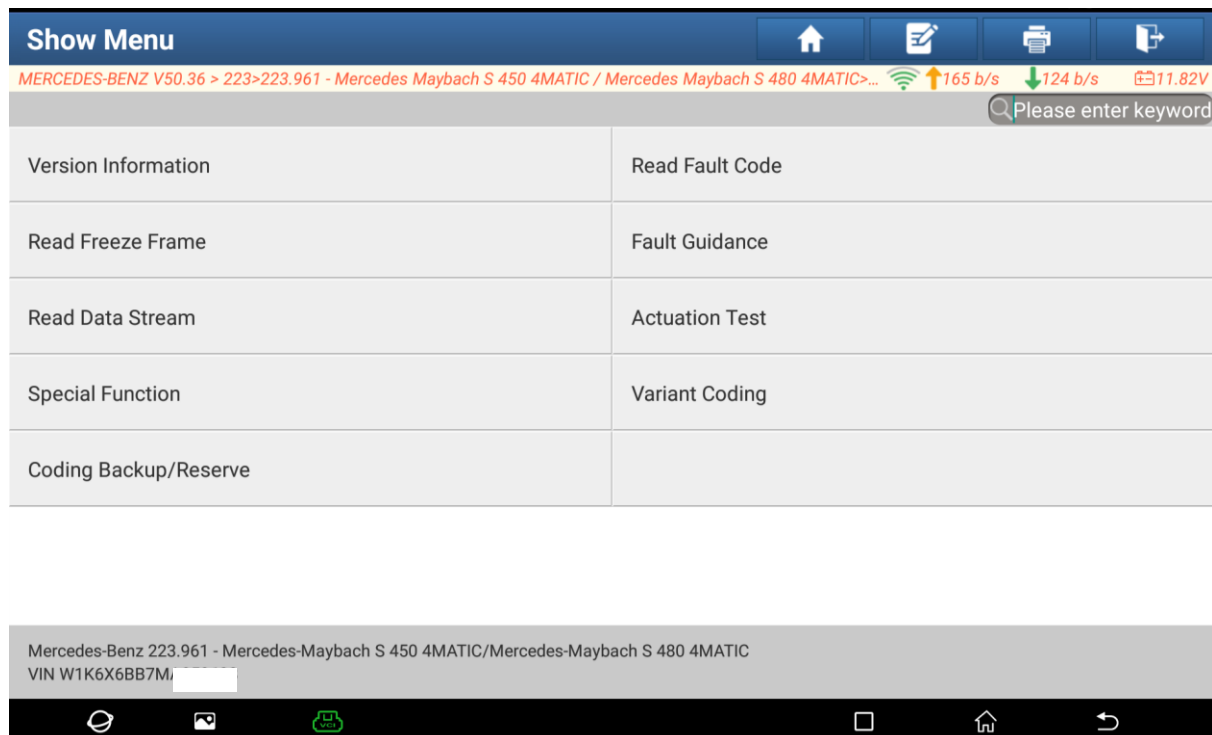 Show Menu
MERCEDES-BENZ V50.36 > 223>223.961 - Mercedes Maybach S 450 4MATIC / Mercedes Maybach S 480 4MATIC>... 165 b/s 124 b/s 11.82V
Please enter keyword
Version Information Read Fault Code
Read Freeze Frame Fault Guidance
Read Data Stream Actuation Test
Special Function Variant Coding
Coding Backup/Reserve
Mercedes-Benz 223.961 - Mercedes-Maybach S 450 4MATIC/Mercedes-Maybach S 480 4MATIC
VIN W1K6X6BB7M
VCI